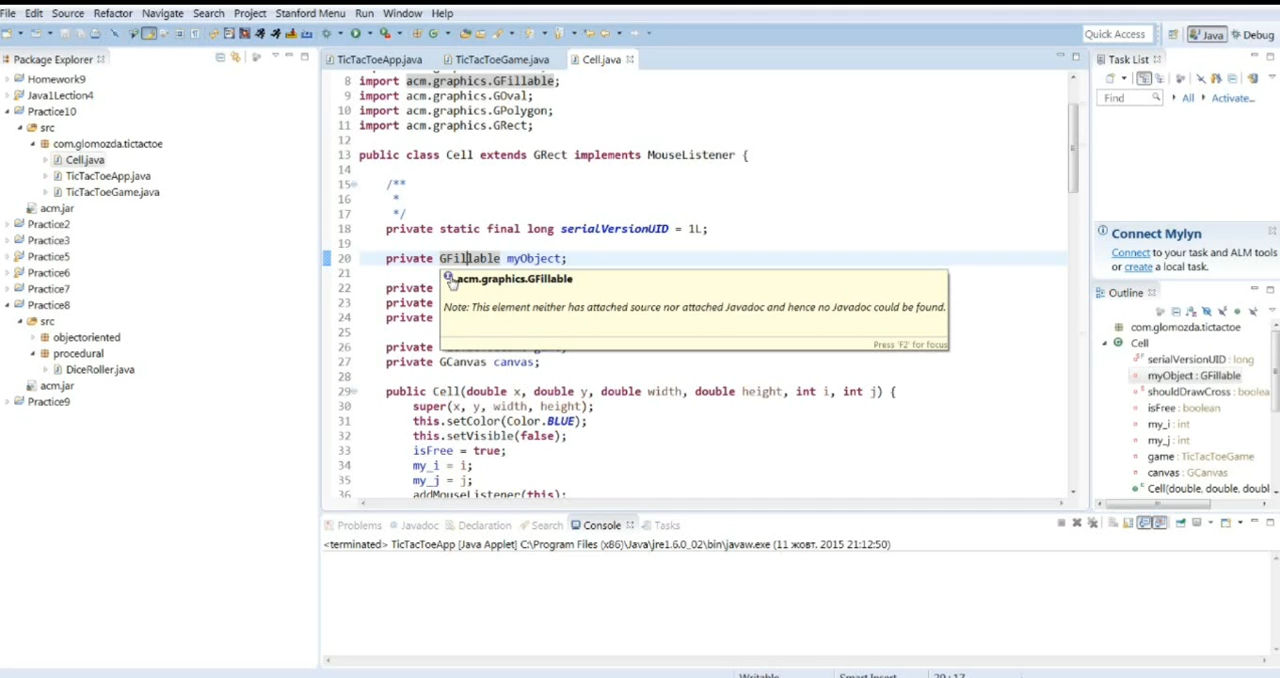 File Edit Source Refactor Navigate Search Project Stanford Menu Run Window Help
Quick Access Java Debug
Package Explorer
Homework9
Java1Lection4
Practice10
src
com.glomozda.tictactoe
Cell.java
TicTacToeApp.java
TicTacToeGame.java
acm.jar
Practice2
Practice3
Practice5
Practice6
Practice7
Practice8
src
objectoriented
procedural
DiceRoller.java
acm.jar
Practice9
TicTacToeApp.java TicTacToeGame.java Cell.java
8 import acm.graphics.GFillable;
9 import acm.graphics.GOval;
10 import acm.graphics.GPolygon;
11 import acm.graphics.GRect;
12
13 public class Cell extends GRect implements MouseListener {
14
15 /**
16 *
17 */
18 private static final long serialVersionUID = 1L;
19
20 private GFillable myObject;
21
acm.graphics.GFillable
22 private
Note: This element neither has attached source nor attached Javadoc and hence no Javadoc could be found.
23 private
24 private
25
Press 'F2' for focus
26 private
27 private GCanvas canvas;
28
29 public Cell(double x, double y, double width, double height, int i, int j) {
30 super(x, y, width, height);
31 this.setColor(Color.BLUE);
32 this.setVisible(false);
33 isFree = true;
34 my_i = i;
35 my_j = j;
36 addMouseListener(this);
Task List
Find All Activate...
Connect Mylyn
Connect to your task and ALM tools
or create a local task.
Outline
com.glomozda.tictactoe
Cell
serialVersionUID : long
myObject : GFillable
shouldDrawCross : boolea
isFree : boolean
my_i : int
my_j : int
game : TicTacToeGame
canvas : GCanvas
Cell(double, double, doubl
Problems Javadoc Declaration Search Console Tasks
<terminated> TicTacToeApp [Java Applet] C:\Program Files (x86)\Java\jre1.6.0_02\bin\javaw.exe (11 жовт. 2015 21:12:50)
Writable Smart Insert 20 : 17